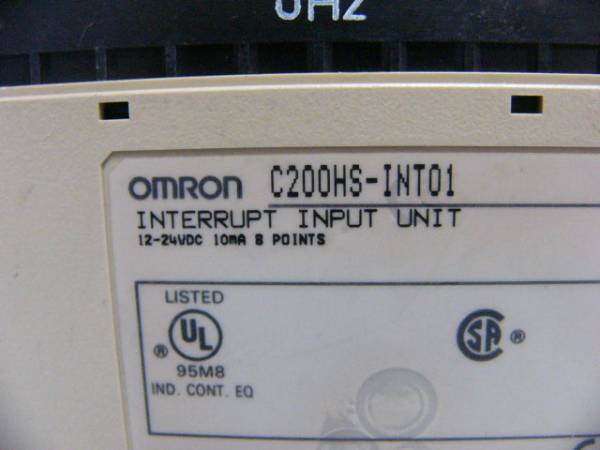 OMRON C200HS-INT01
INTERRUPT INPUT UNIT
12-24VDC 10mA 8 POINTS
LISTED
UL ®
95M8
IND. CONT. EQ
SA ®